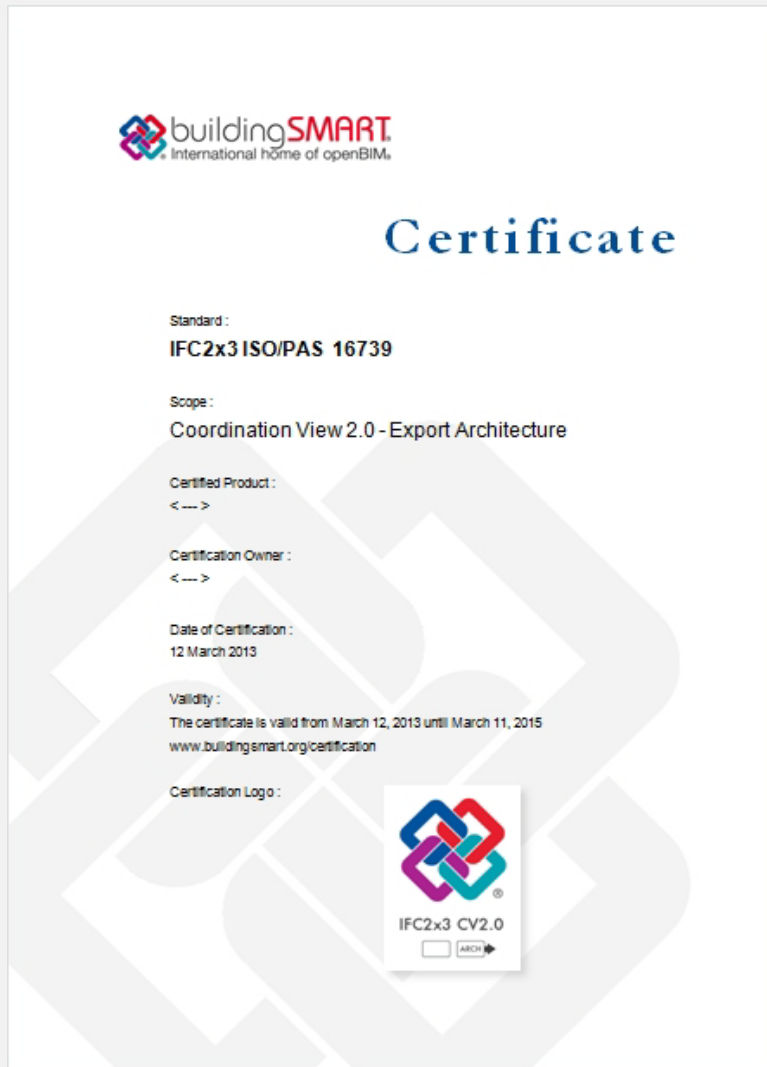 buildingSMART®
International home of openBIM®
Certificate
Standard :
IFC2x3 ISO/PAS 16739
Scope :
Coordination View 2.0 - Export Architecture
Certified Product :
< --- >
Certification Owner :
< --- >
Date of Certification :
12 March 2013
Validity :
The certificate is valid from March 12, 2013 until March 11, 2015
www.buildingsmart.org/certification
Certification Logo :
®
IFC2x3 CV2.0
ARCH